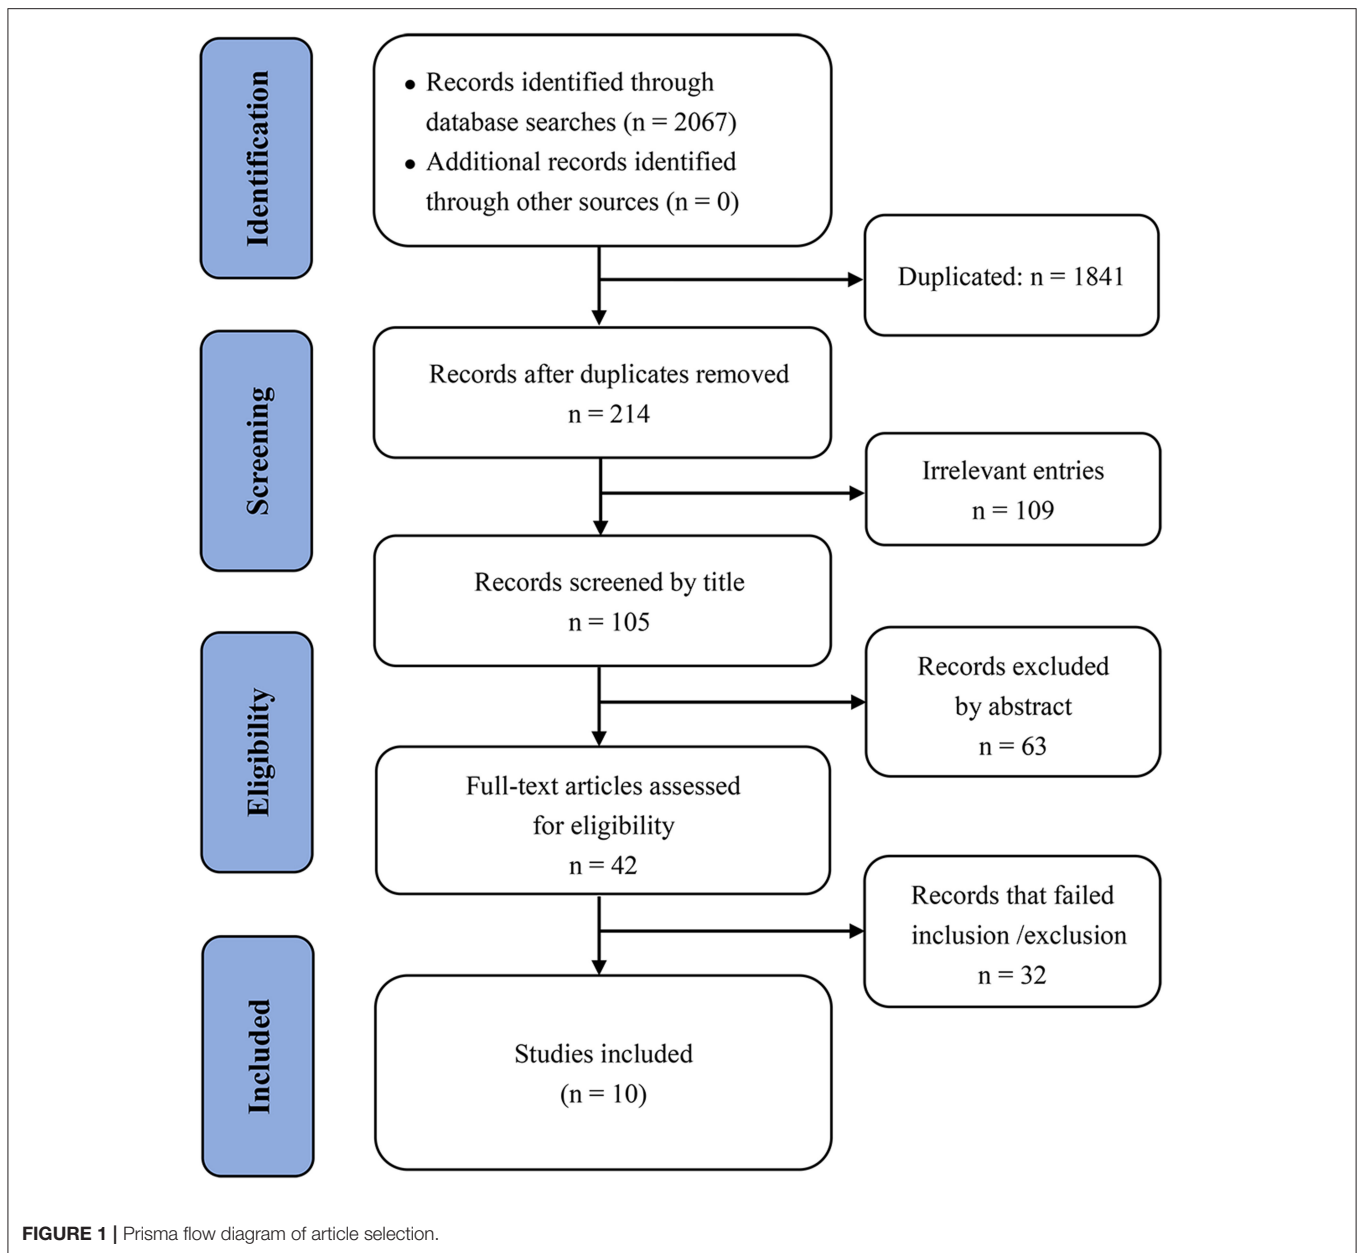 Identification
• Records identified through
database searches (n = 2067)
• Additional records identified
through other sources (n = 0)
Duplicated: n = 1841
Screening
Records after duplicates removed
n = 214
Irrelevant entries
n = 109
Records screened by title
n = 105
Eligibility
Records excluded
by abstract
n = 63
Full-text articles assessed
for eligibility
n = 42
Records that failed
inclusion /exclusion
n = 32
Included
Studies included
(n = 10)
FIGURE 1 | Prisma flow diagram of article selection.